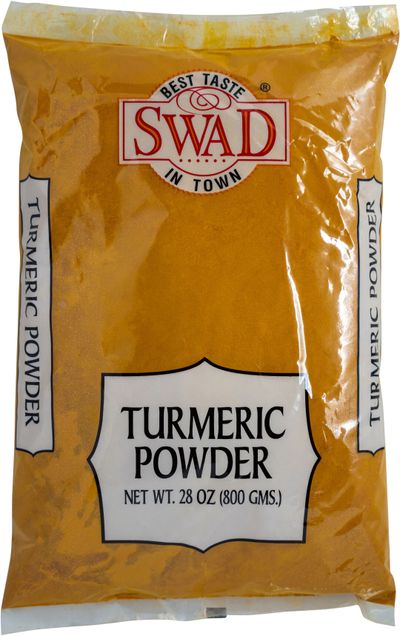 BEST TASTE
®
SWAD
IN TOWN
TURMERIC POWDER
TURMERIC POWDER
TURMERIC
POWDER
NET WT. 28 OZ (800 GMS.)